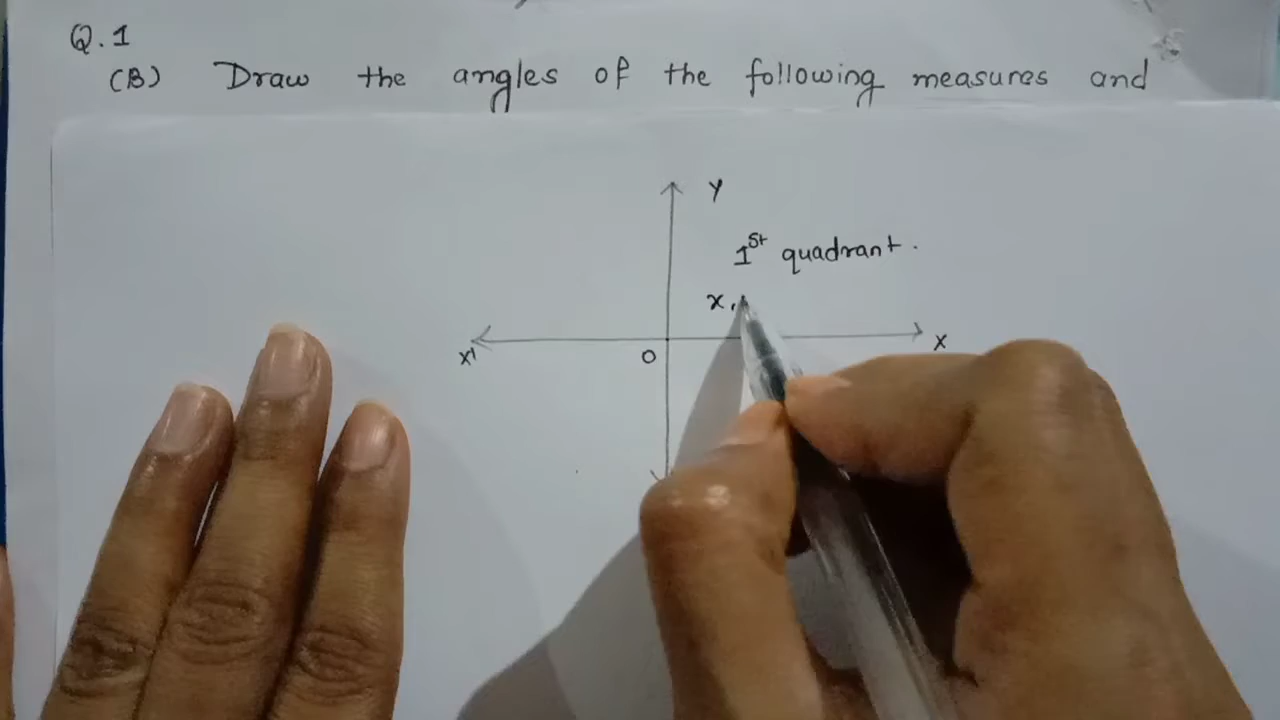 Q.1
(B) Draw the angles of the following measures and
Y
1st quadrant.
x,
X' O X